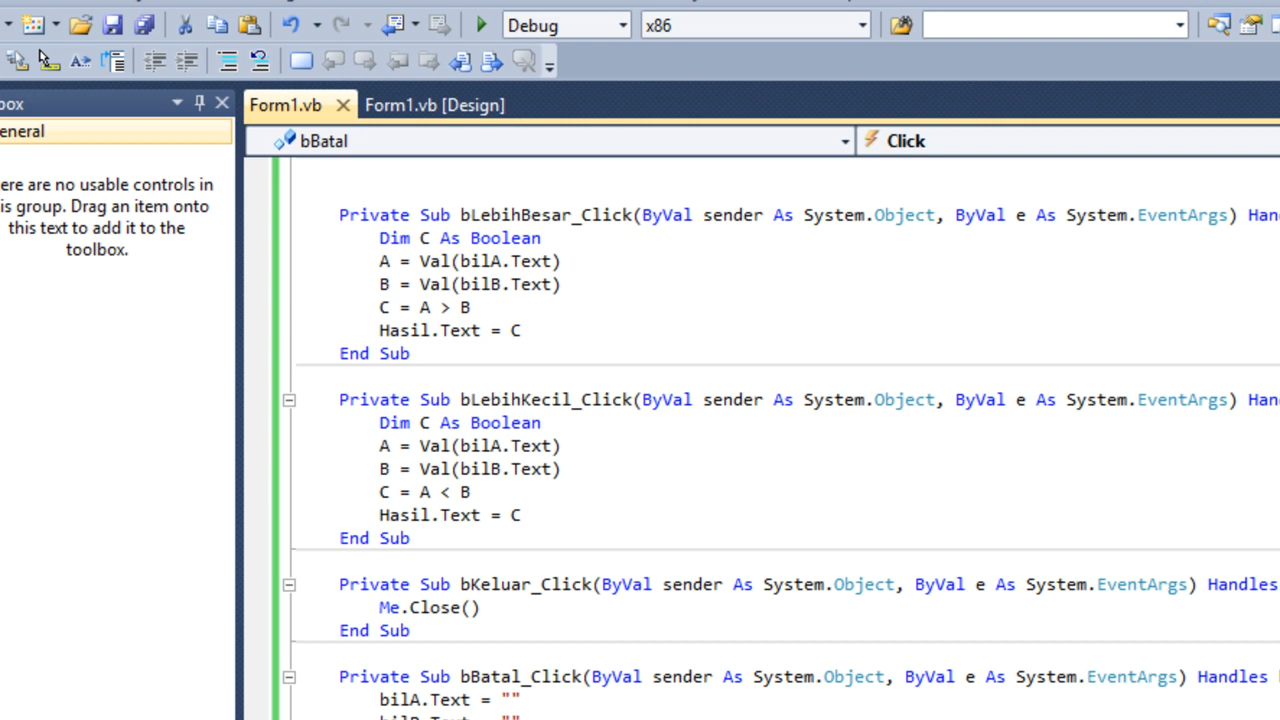 Debug
x86
box
Form1.vb
Form1.vb [Design]
eneral
bBatal
Click
ere are no usable controls in
is group. Drag an item onto
this text to add it to the
toolbox.
Private Sub bLebihBesar_Click(ByVal sender As System.Object, ByVal e As System.EventArgs) Han
Dim C As Boolean
A = Val(bilA.Text)
B = Val(bilB.Text)
C = A > B
Hasil.Text = C
End Sub
Private Sub bLebihKecil_Click(ByVal sender As System.Object, ByVal e As System.EventArgs) Han
Dim C As Boolean
A = Val(bilA.Text)
B = Val(bilB.Text)
C = A < B
Hasil.Text = C
End Sub
Private Sub bKeluar_Click(ByVal sender As System.Object, ByVal e As System.EventArgs) Handles
Me.Close()
End Sub
Private Sub bBatal_Click(ByVal sender As System.Object, ByVal e As System.EventArgs) Handles
bilA.Text = ""